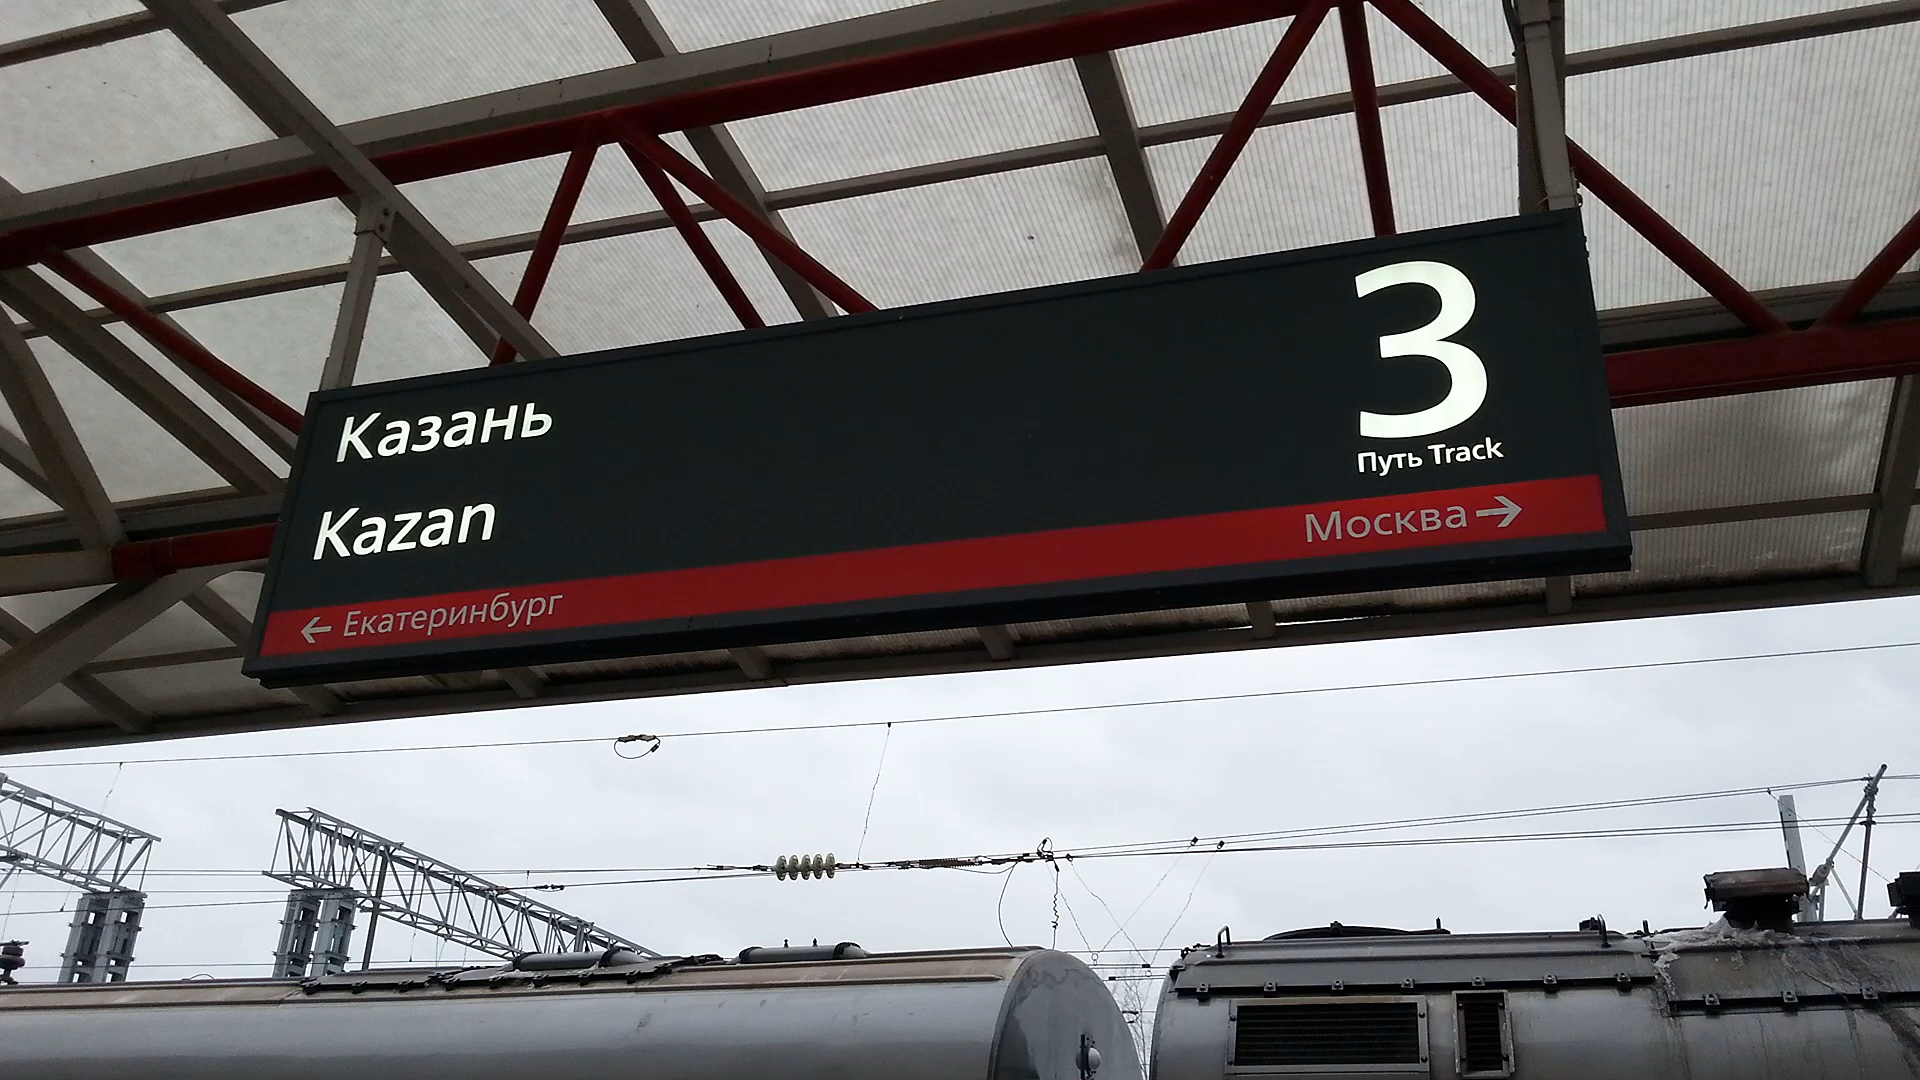 Казань
Kazan
3
Путь Track
← Екатеринбург
Москва →